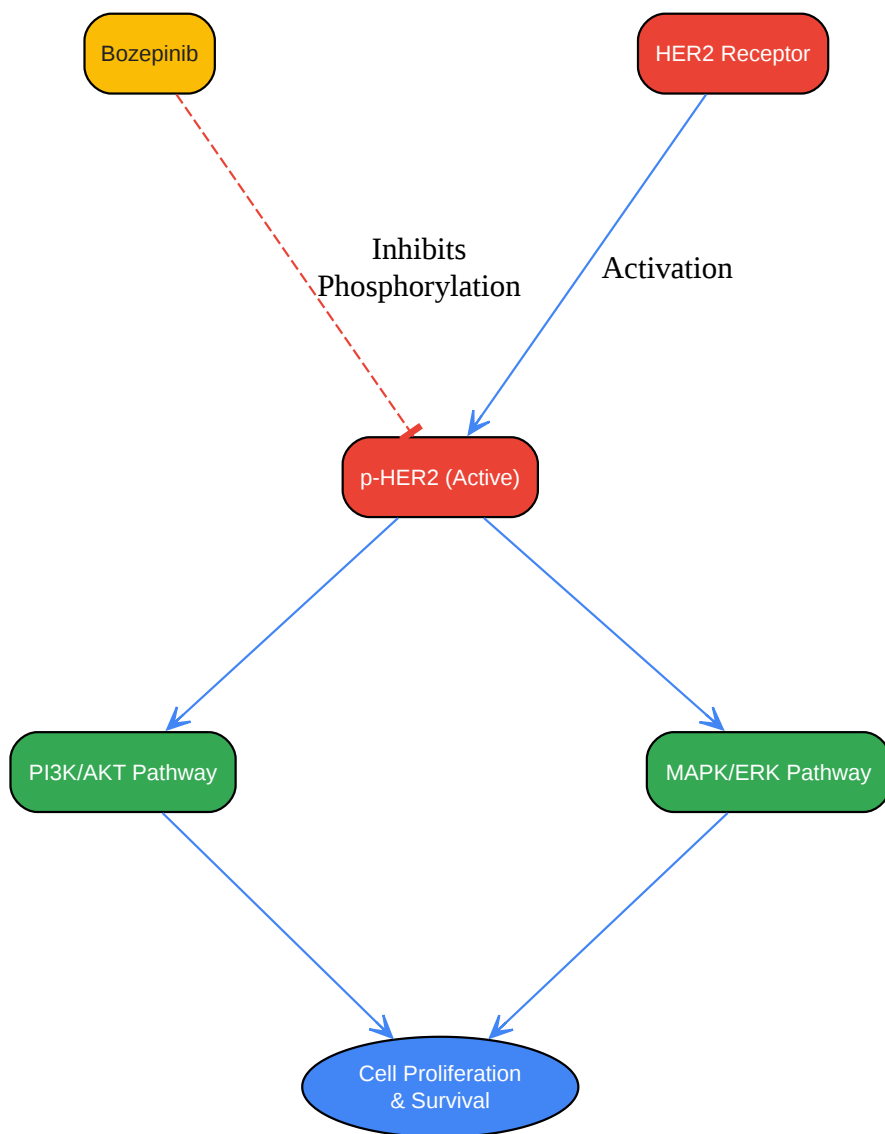 Bozepinib
HER2 Receptor
Inhibits
Phosphorylation
Activation
p-HER2 (Active)
PI3K/AKT Pathway
MAPK/ERK Pathway
Cell Proliferation
& Survival